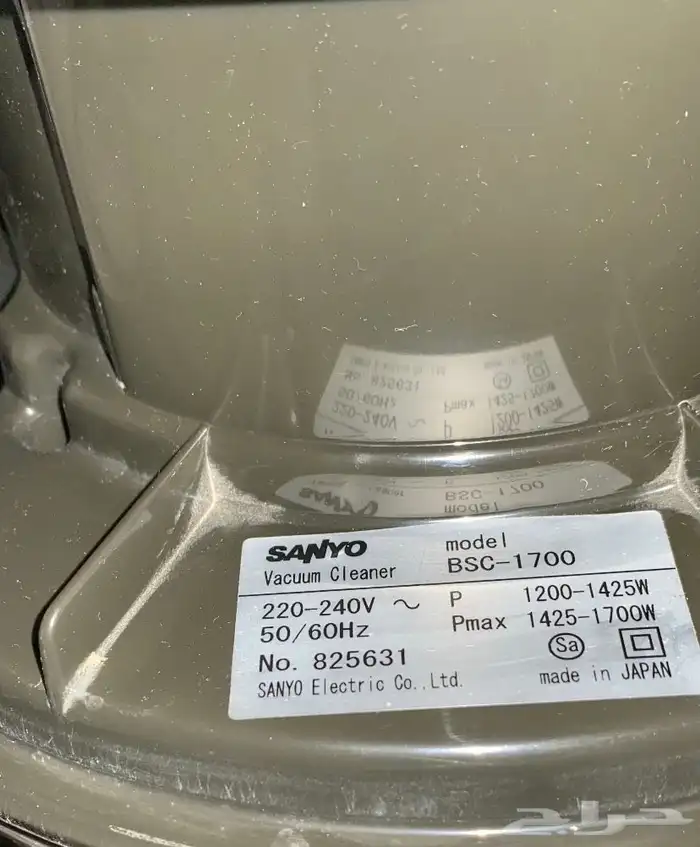 SANYO
Vacuum Cleaner
model
BSC-1700
220-240V ~
50/60Hz
P 1200-1425W
Pmax 1425-1700W
No. 825631
SANYO Electric Co.,Ltd.
Sa
made in JAPAN
حراج